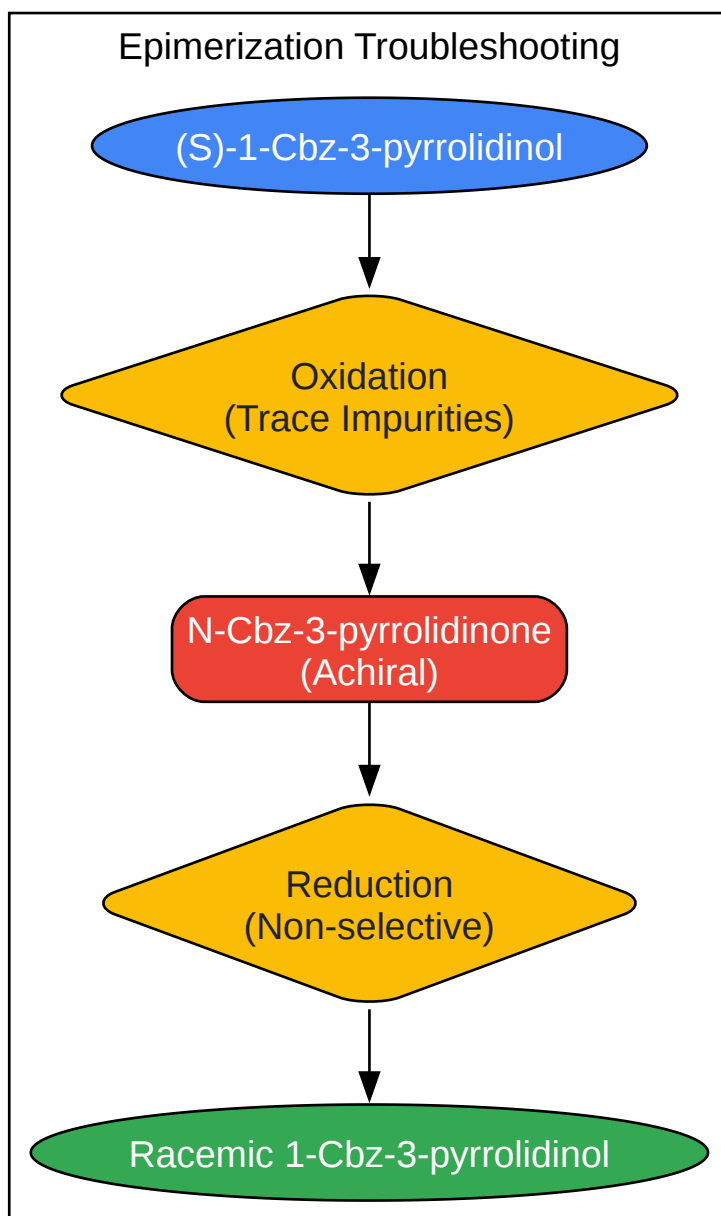 Epimerization Troubleshooting
(S)-1-Cbz-3-pyrrolidinol
Oxidation
(Trace Impurities)
N-Cbz-3-pyrrolidinone
(Achiral)
Reduction
(Non-selective)
Racemic 1-Cbz-3-pyrrolidinol